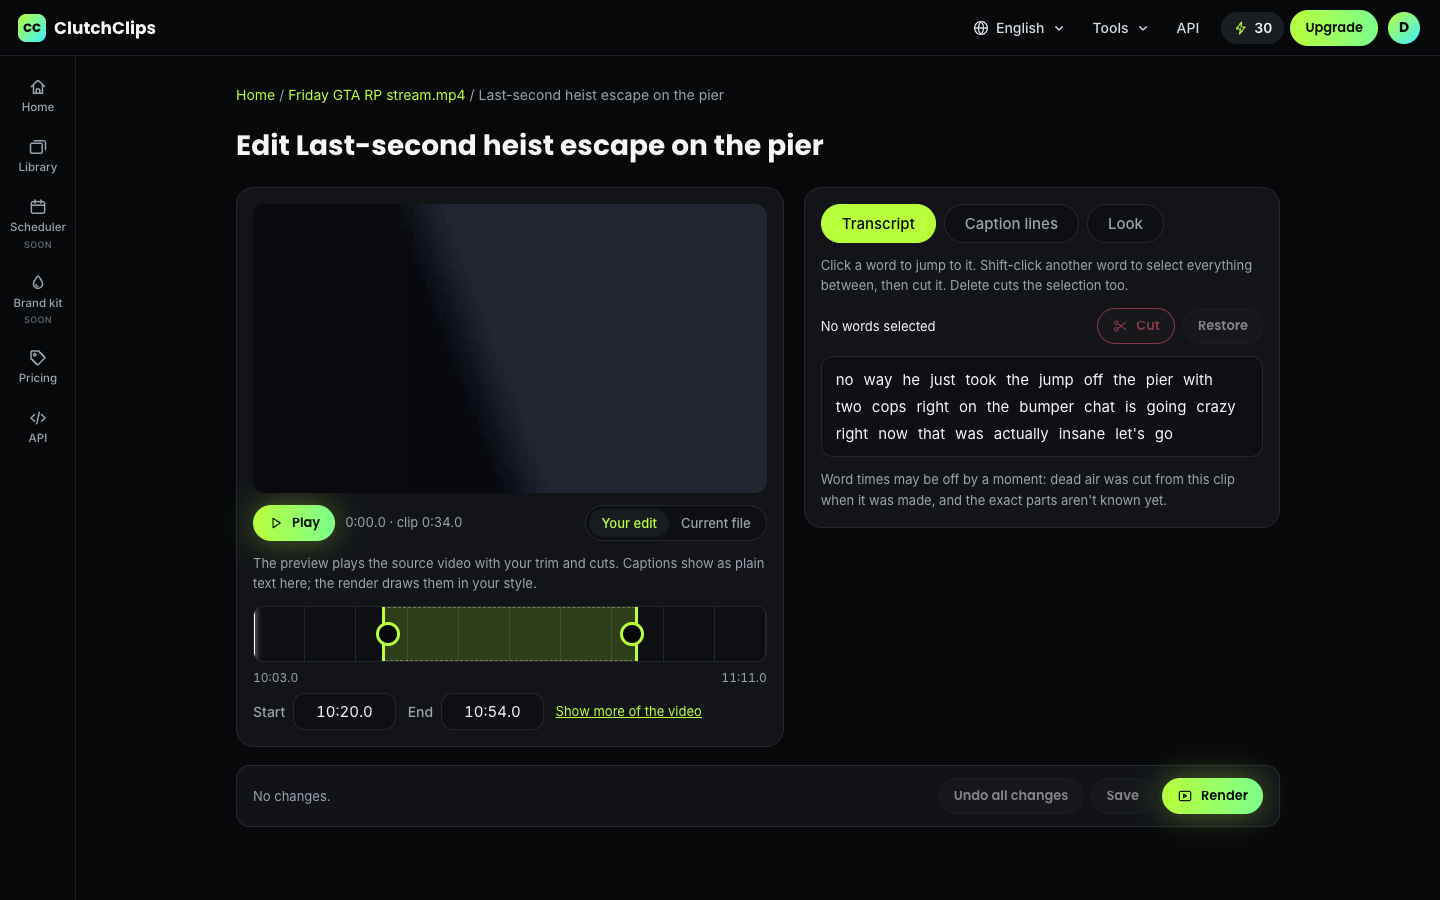 CC ClutchClips
English
Tools
API
30
Upgrade
D
Home
Library
Scheduler
SOON
Brand kit
SOON
Pricing
API
Home / Friday GTA RP stream.mp4 / Last-second heist escape on the pier
Edit Last-second heist escape on the pier
Play
0:00.0 · clip 0:34.0
Your edit
Current file
The preview plays the source video with your trim and cuts. Captions show as plain
text here; the render draws them in your style.
10:03.0
11:11.0
Start
10:20.0
End
10:54.0
Show more of the video
Transcript
Caption lines
Look
Click a word to jump to it. Shift-click another word to select everything
between, then cut it. Delete cuts the selection too.
No words selected
Cut
Restore
no way he just took the jump off the pier with
two cops right on the bumper chat is going crazy
right now that was actually insane let's go
Word times may be off by a moment: dead air was cut from this clip
when it was made, and the exact parts aren't known yet.
No changes.
Undo all changes
Save
Render